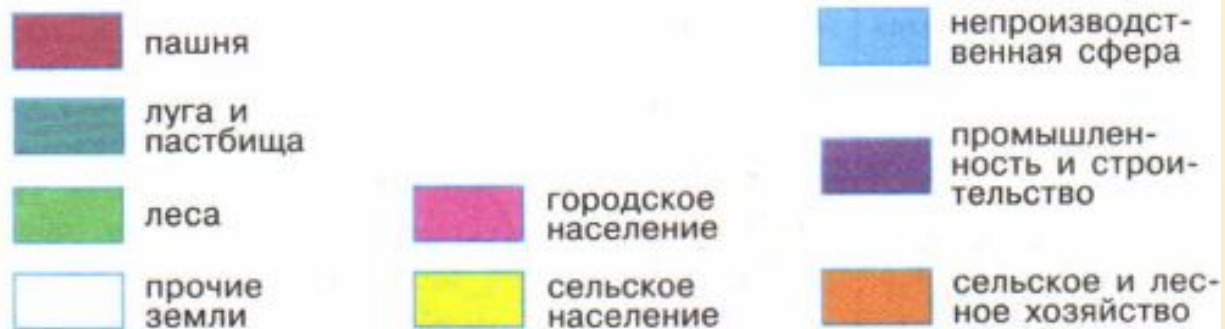 пашня
луга и
пастбища
леса
прочие
земли
городское
население
сельское
население
непроизводст-
венная сфера
промышлен-
ность и строи-
тельство
сельское и лес-
ное хозяйство